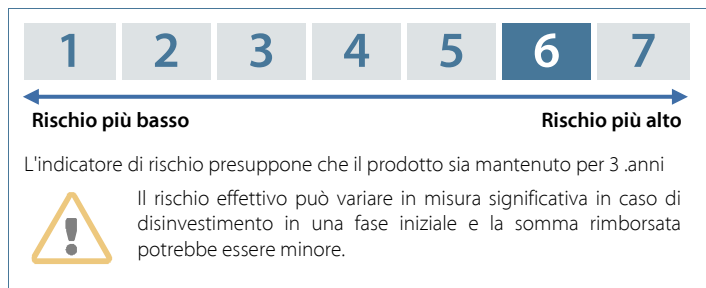 1 2 3 4 5 6 7
Rischio più basso Rischio più alto
L'indicatore di rischio presuppone che il prodotto sia mantenuto per 3 .anni
Il rischio effettivo può variare in misura significativa in caso di
disinvestimento in una fase iniziale e la somma rimborsata
potrebbe essere minore.